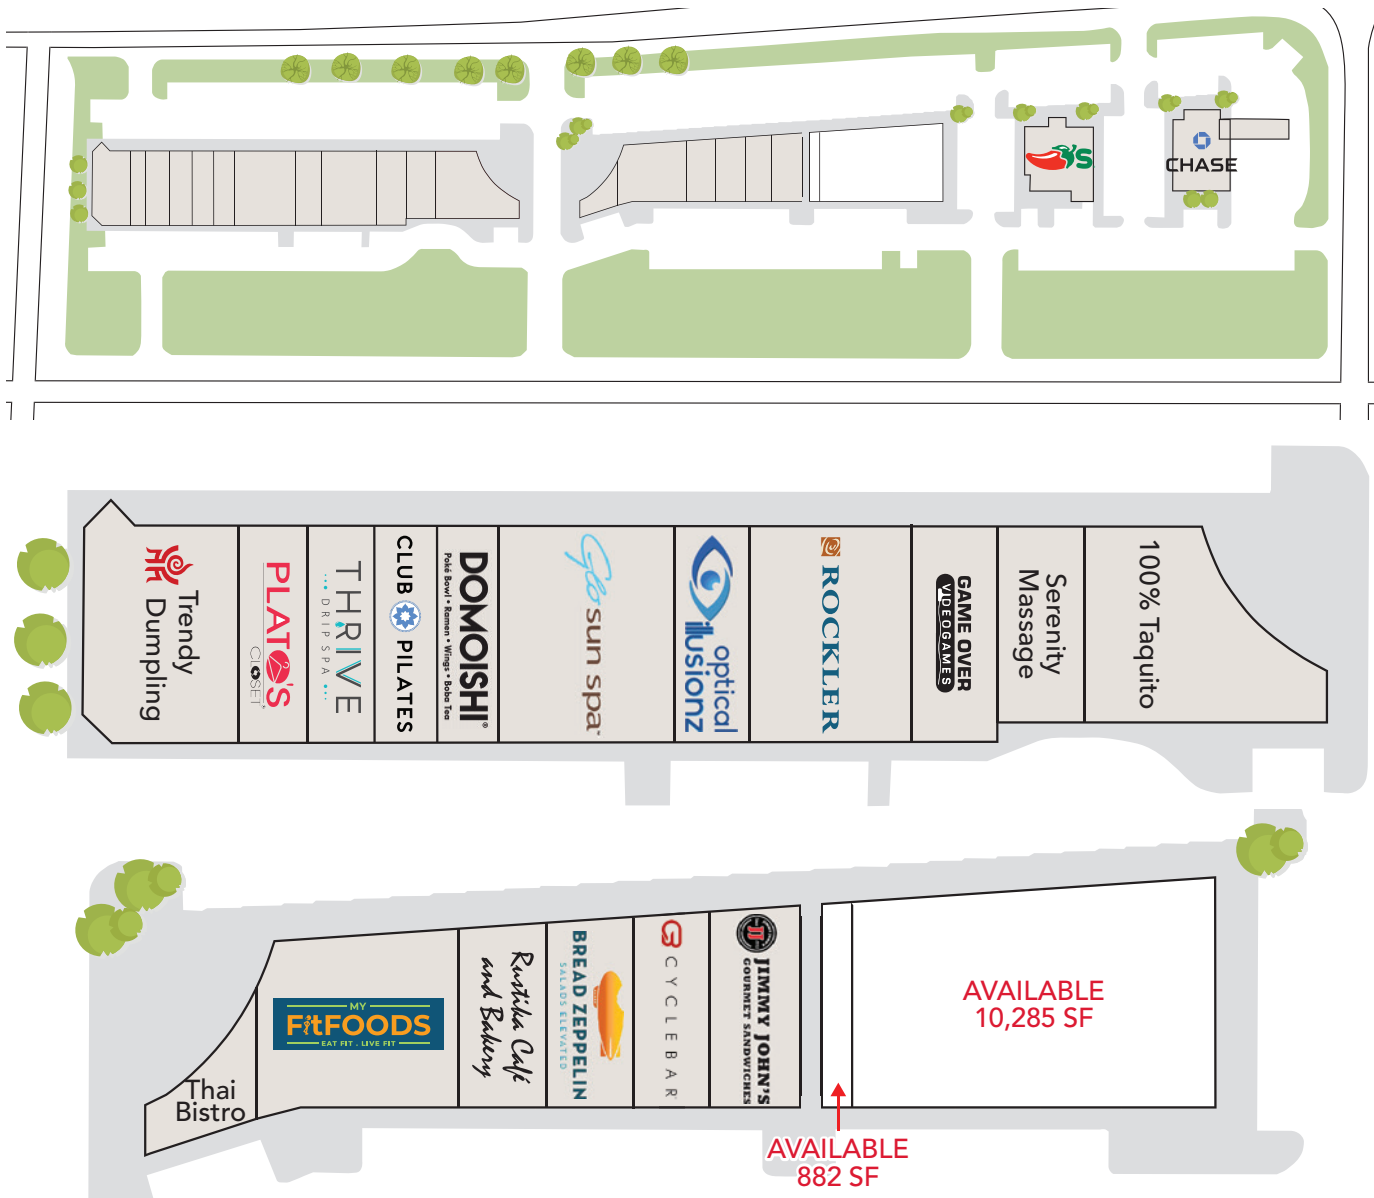 'S
CHASE
Trendy
Dumpling
PLATO'S
CLOSET
THRIVE
... DRIP SPA ...
CLUB PILATES
DOMOISHI®
Poké Bowl • Ramen • Wings • Boba Tea
Glo sun spa
optical
illusionz
ROCKLER
GAME OVER
VIDEOGAMES
Serenity
Massage
100% Taquito
Thai
Bistro
MY
FitFOODS
EAT FIT . LIVE FIT
Rustika Café
and Bakery
BREAD ZEPPELIN
SALADS ELEVATED
CYCLEBAR
JJ
JIMMY JOHN'S
GOURMET SANDWICHES
AVAILABLE
882 SF
AVAILABLE
10,285 SF